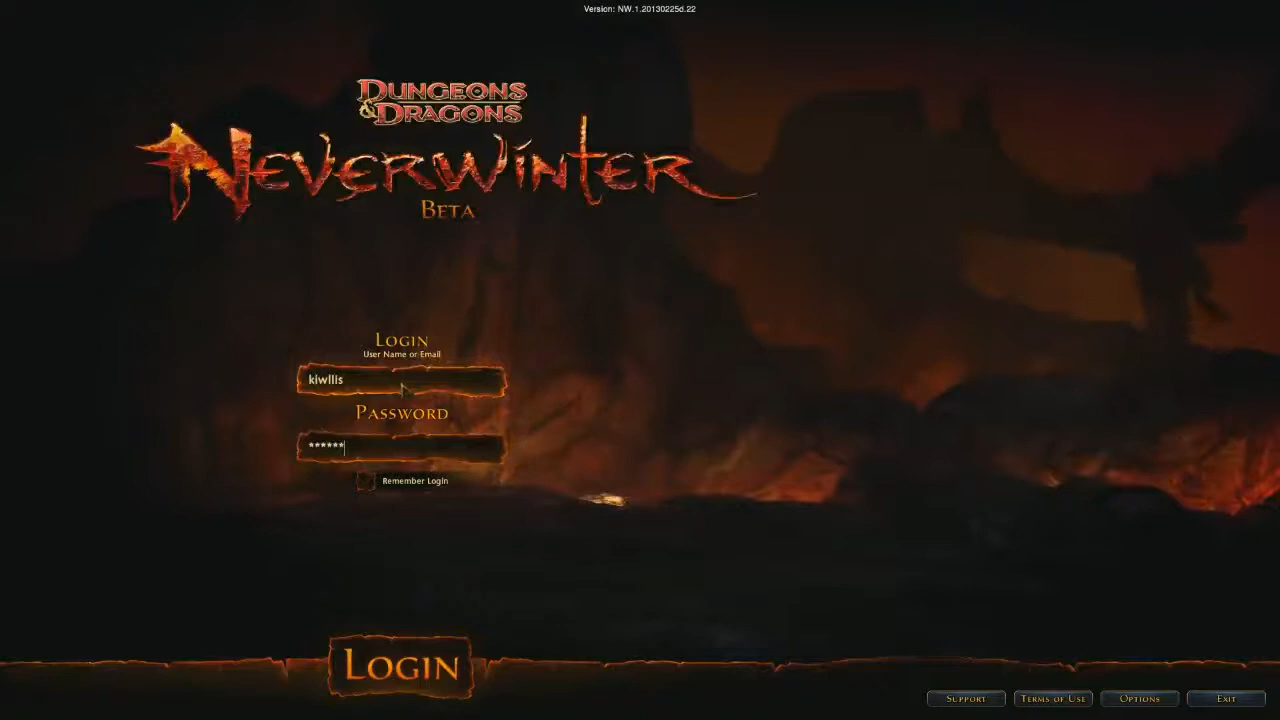 Version: NW.1.20130225d.22
DUNGEONS
& DRAGONS
NEVERWINTER
BETA
LOGIN
User Name or Email
kiwllis
PASSWORD
******
Remember Login
LOGIN
SUPPORT
TERMS OF USE
OPTIONS
EXIT